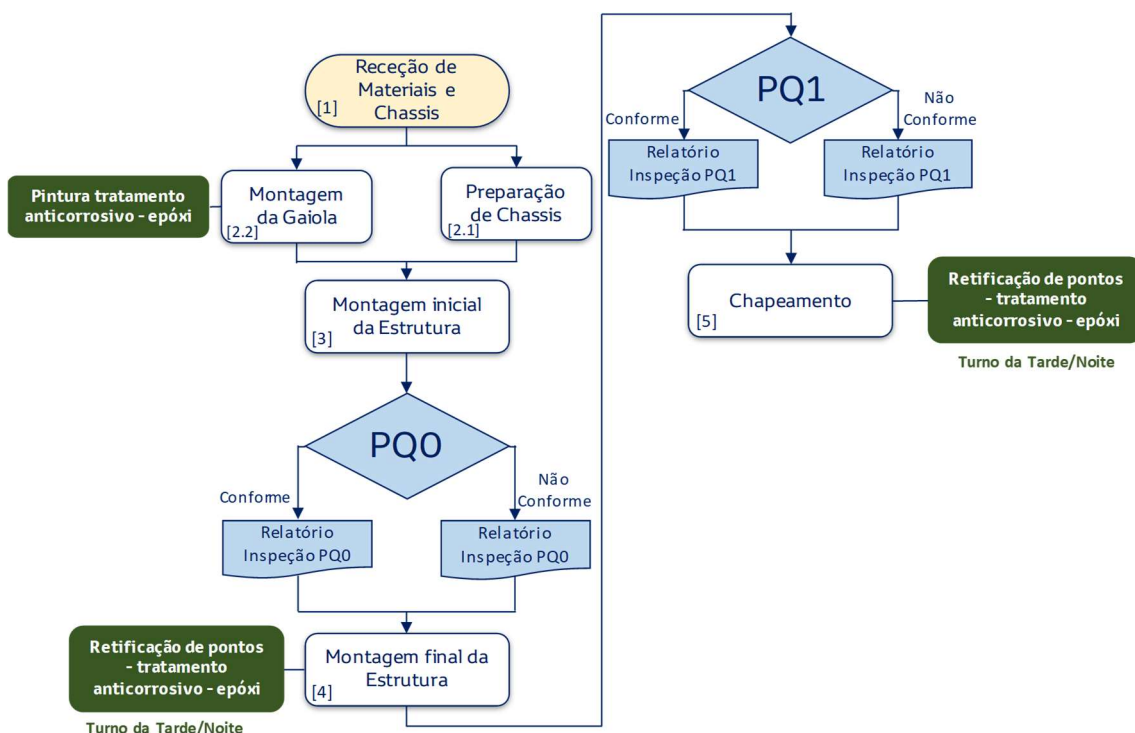 Receção de
Materiais e
Chassis
[1]
Pintura tratamento
anticorrosivo - epóxi
Montagem
da Gaiola
[2.2]
Preparação
de Chassis
[2.1]
Montagem inicial
da Estrutura
[3]
PQ0
Conforme
Não
Conforme
Relatório
Inspeção PQ0
Relatório
Inspeção PQ0
Retificação de pontos
- tratamento
anticorrosivo - epóxi
Turno da Tarde/Noite
Montagem final da
Estrutura
[4]
PQ1
Conforme
Não
Conforme
Relatório
Inspeção PQ1
Relatório
Inspeção PQ1
Chapeamento
[5]
Retificação de pontos
- tratamento
anticorrosivo - epóxi
Turno da Tarde/Noite